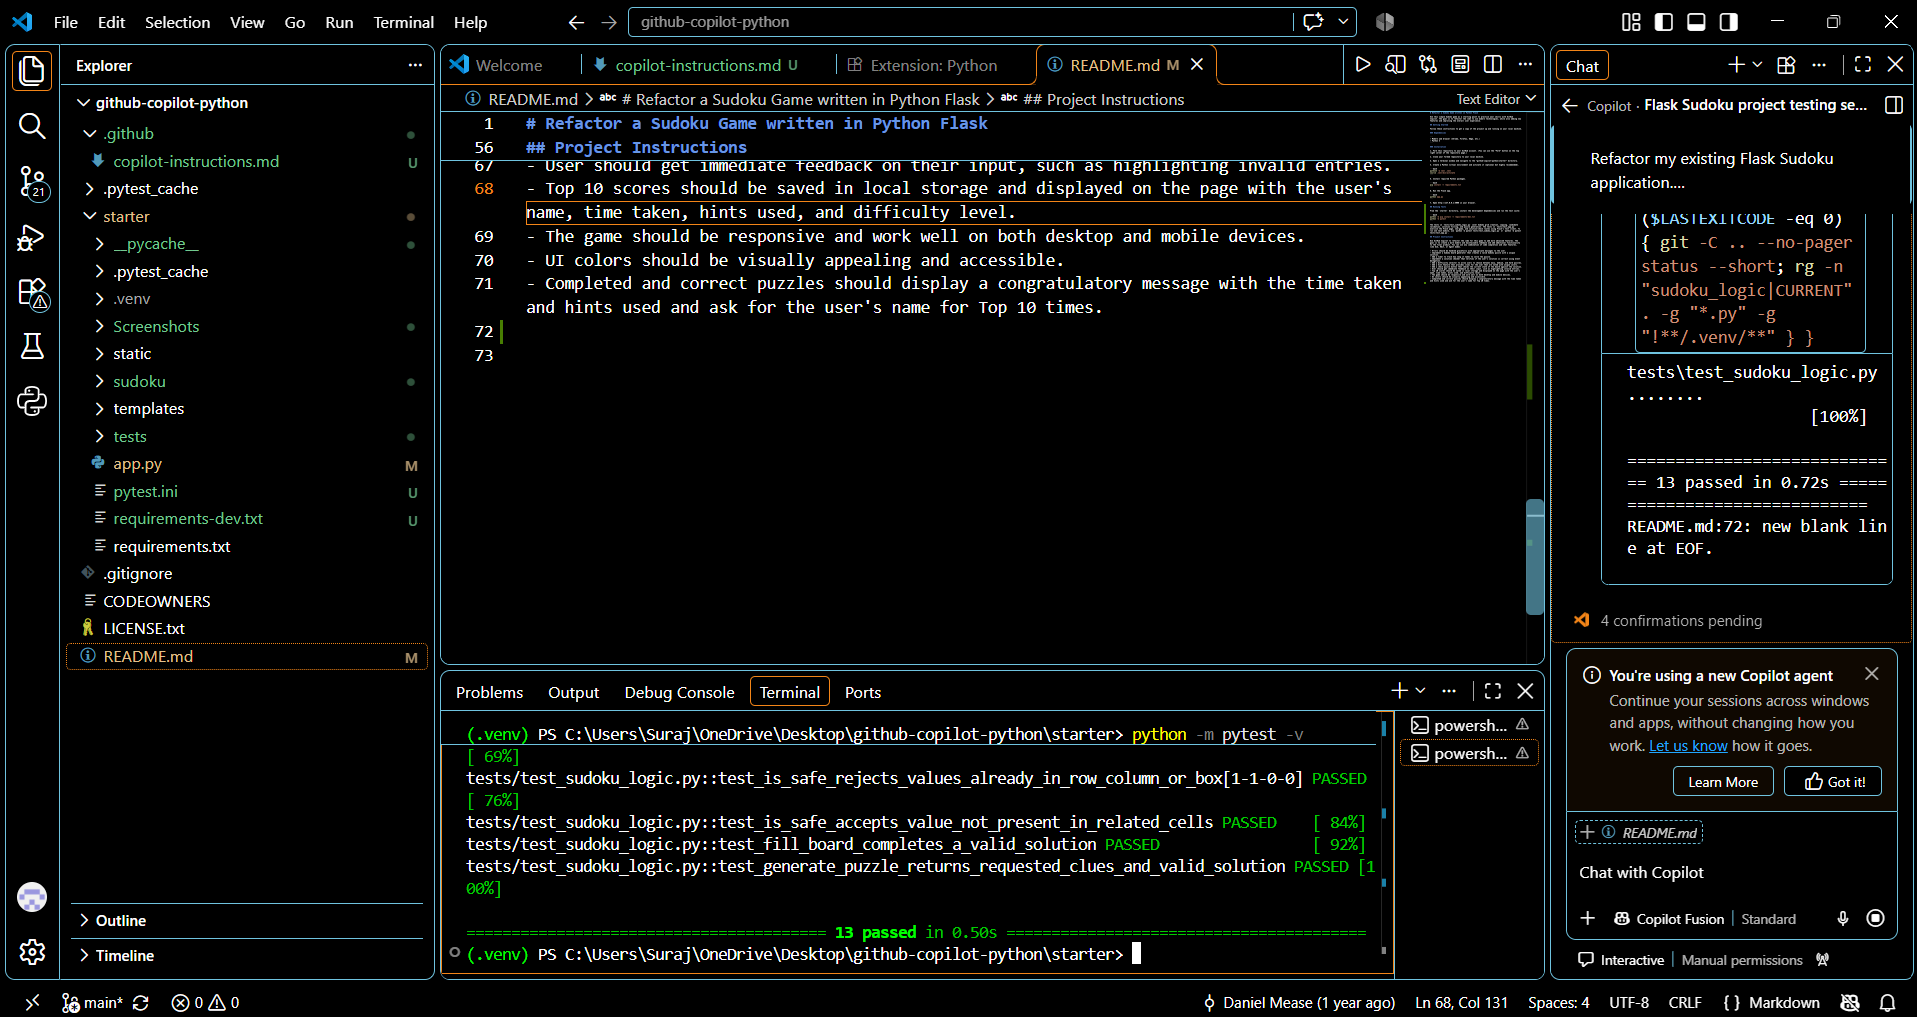 File Edit Selection View Go Run Terminal Help
github-copilot-python
Explorer
github-copilot-python
.github
copilot-instructions.md U
.pytest_cache
starter
__pycache__
.pytest_cache
.venv
Screenshots
static
sudoku
templates
tests
app.py M
pytest.ini U
requirements-dev.txt U
requirements.txt
.gitignore
CODEOWNERS
LICENSE.txt
README.md M
Outline
Timeline
21
Welcome copilot-instructions.md U Extension: Python README.md M
README.md > # Refactor a Sudoku Game written in Python Flask > ## Project Instructions Text Editor
1 # Refactor a Sudoku Game written in Python Flask
56 ## Project Instructions
67 - User should get immediate feedback on their input, such as highlighting invalid entries.
68 - Top 10 scores should be saved in local storage and displayed on the page with the user's
name, time taken, hints used, and difficulty level.
69 - The game should be responsive and work well on both desktop and mobile devices.
70 - UI colors should be visually appealing and accessible.
71 - Completed and correct puzzles should display a congratulatory message with the time taken
and hints used and ask for the user's name for Top 10 times.
72
73
Problems Output Debug Console Terminal Ports
(.venv) PS C:\Users\Suraj\OneDrive\Desktop\github-copilot-python\starter> python -m pytest -v
[ 69%]
tests/test_sudoku_logic.py::test_is_safe_rejects_values_already_in_row_column_or_box[1-1-0-0] PASSED
[ 76%]
tests/test_sudoku_logic.py::test_is_safe_accepts_value_not_present_in_related_cells PASSED [ 84%]
tests/test_sudoku_logic.py::test_fill_board_completes_a_valid_solution PASSED [ 92%]
tests/test_sudoku_logic.py::test_generate_puzzle_returns_requested_clues_and_valid_solution PASSED [1
00%]
======================================= 13 passed in 0.50s =======================================
(.venv) PS C:\Users\Suraj\OneDrive\Desktop\github-copilot-python\starter>
powersh...
powersh...
Chat
Copilot · Flask Sudoku project testing se...
Refactor my existing Flask Sudoku
application....
($LASTEXITCODE -eq 0)
{ git -C .. --no-pager
status --short; rg -n
"sudoku_logic|CURRENT"
. -g "*.py" -g
"!**/.venv/**" } }
tests\test_sudoku_logic.py
........
[100%]
===========================
== 13 passed in 0.72s =====
=========================
README.md:72: new blank lin
e at EOF.
4 confirmations pending
You're using a new Copilot agent
Continue your sessions across windows
and apps, without changing how you
work. Let us know how it goes.
Learn More Got it!
README.md
Chat with Copilot
Copilot Fusion Standard
Interactive Manual permissions
main* 0 0 Daniel Mease (1 year ago) Ln 68, Col 131 Spaces: 4 UTF-8 CRLF { } Markdown